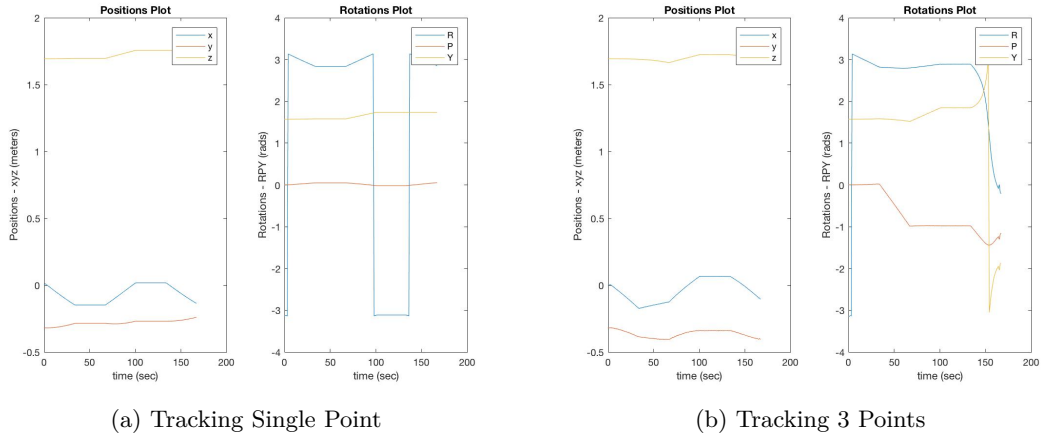 Positions Plot
Rotations Plot
Positions Plot
Rotations Plot
2
1.5
1
0.5
0
-0.5
Positions - xyz (meters)
x
y
z
0
50
100
150
200
time (sec)
4
3
2
1
0
-1
-2
-3
-4
Rotations - RPY (rads)
R
P
Y
0
50
100
150
200
time (sec)
2
1.5
1
0.5
0
-0.5
Positions - xyz (meters)
x
y
z
0
50
100
150
200
time (sec)
4
3
2
1
0
-1
-2
-3
-4
Rotations - RPY (rads)
R
P
Y
0
50
100
150
200
time (sec)
(a) Tracking Single Point
(b) Tracking 3 Points